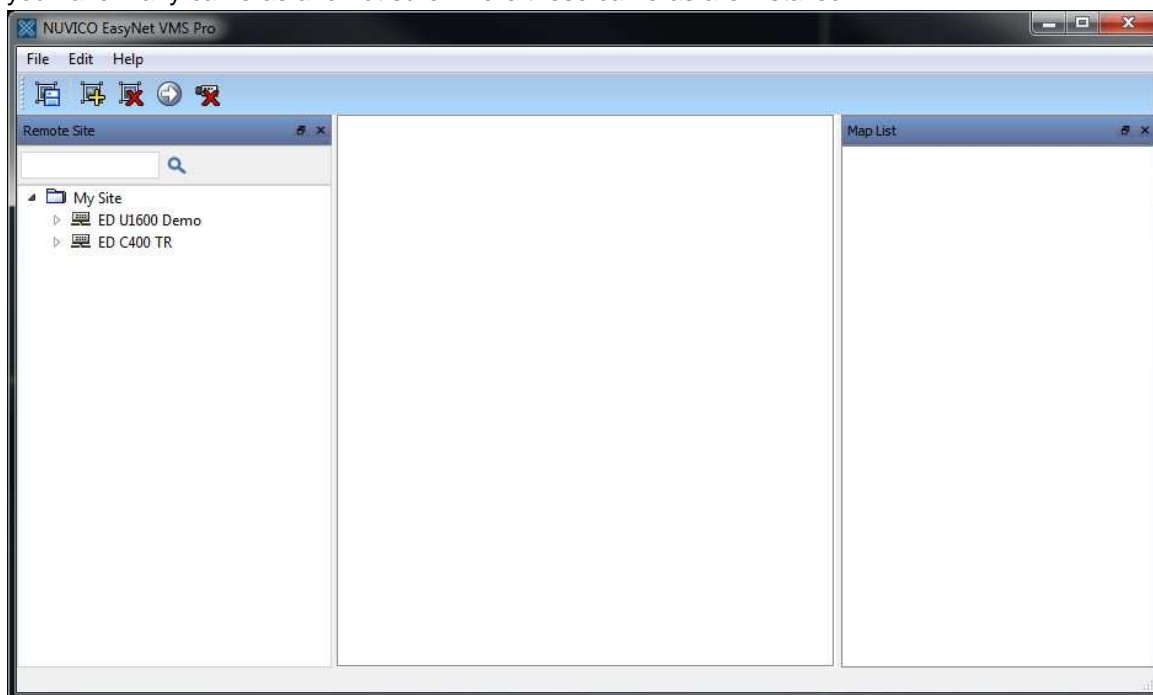 NUVICO EasyNet VMS Pro
File Edit Help
Remote Site
Map List
My Site
ED U1600 Demo
ED C400 TR